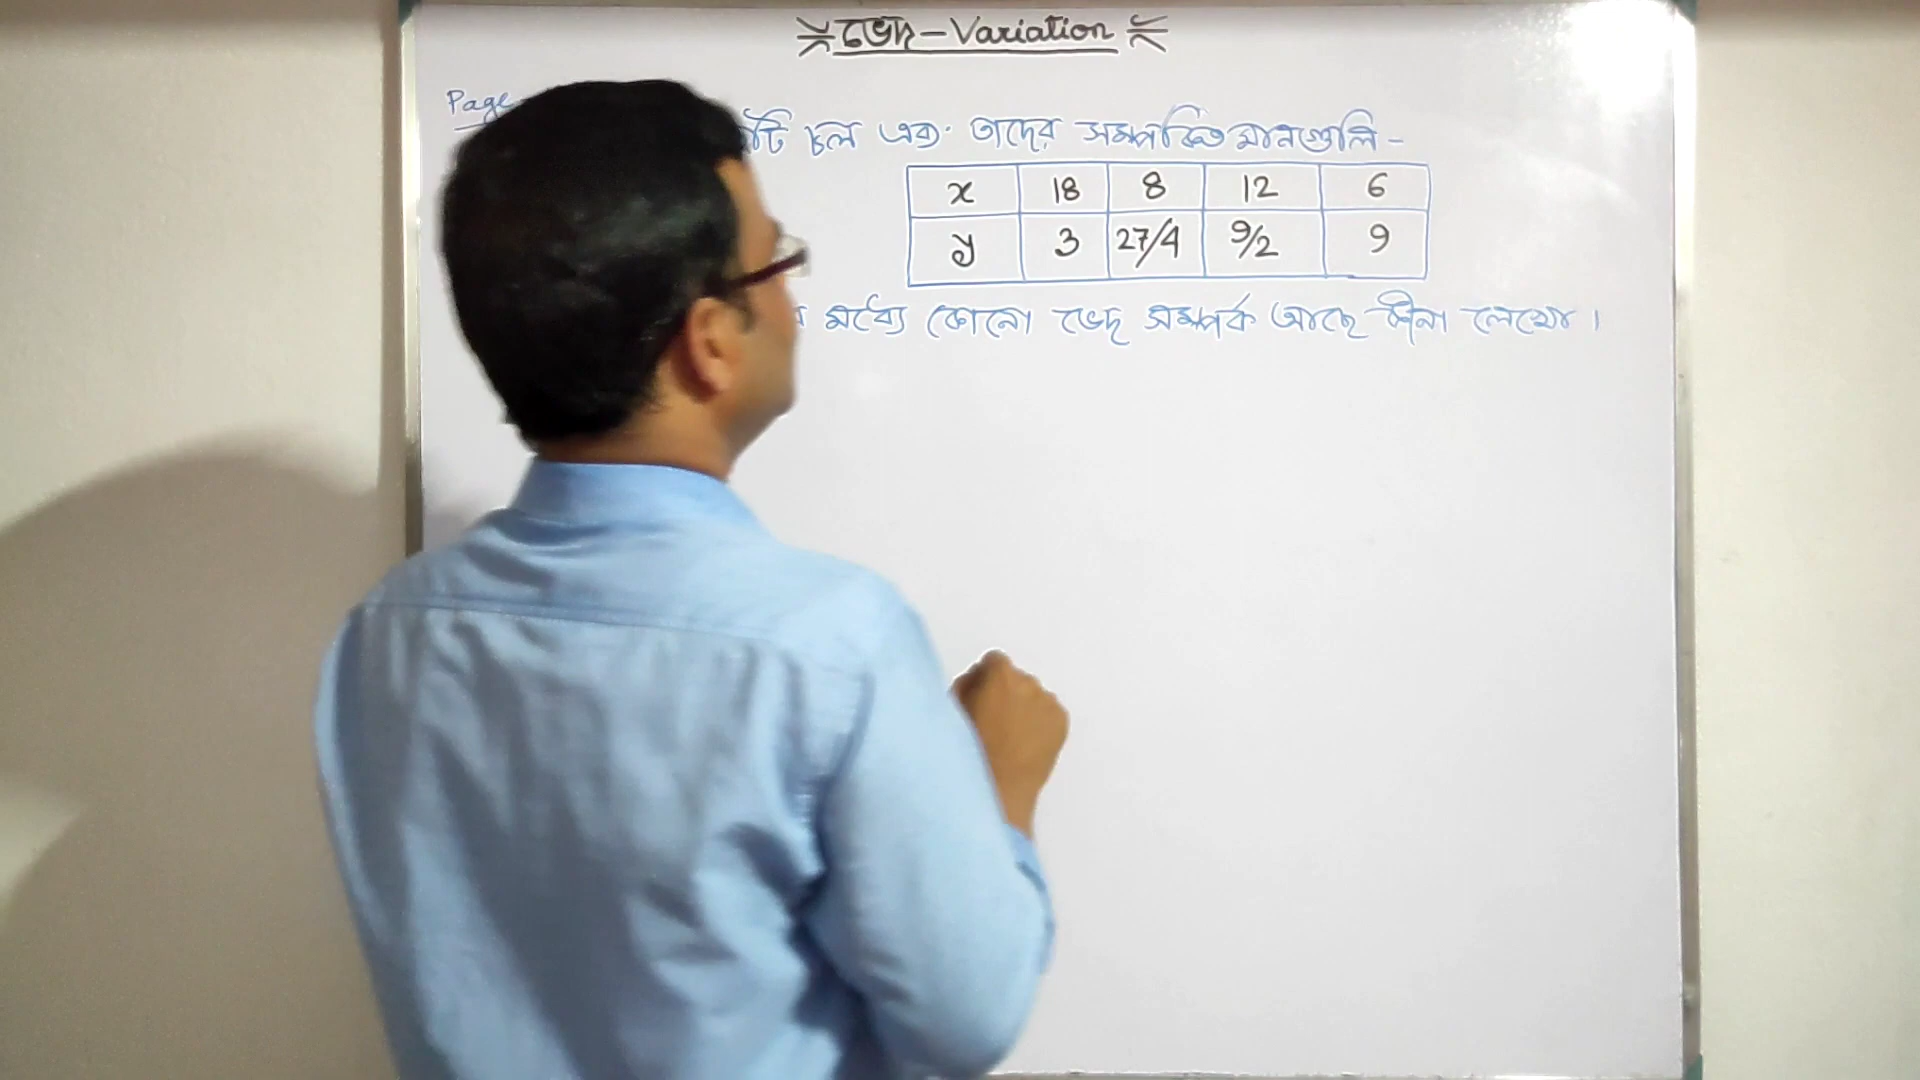 ভেদ - Variation
Page
টি চল এবং তাদের সম্পর্কিত মানগুলি -
x 18 8 12 6
y 3 27/4 9/2 9
মধ্যে কোনো ভেদ সম্পর্ক আছে কীনা লেখো।